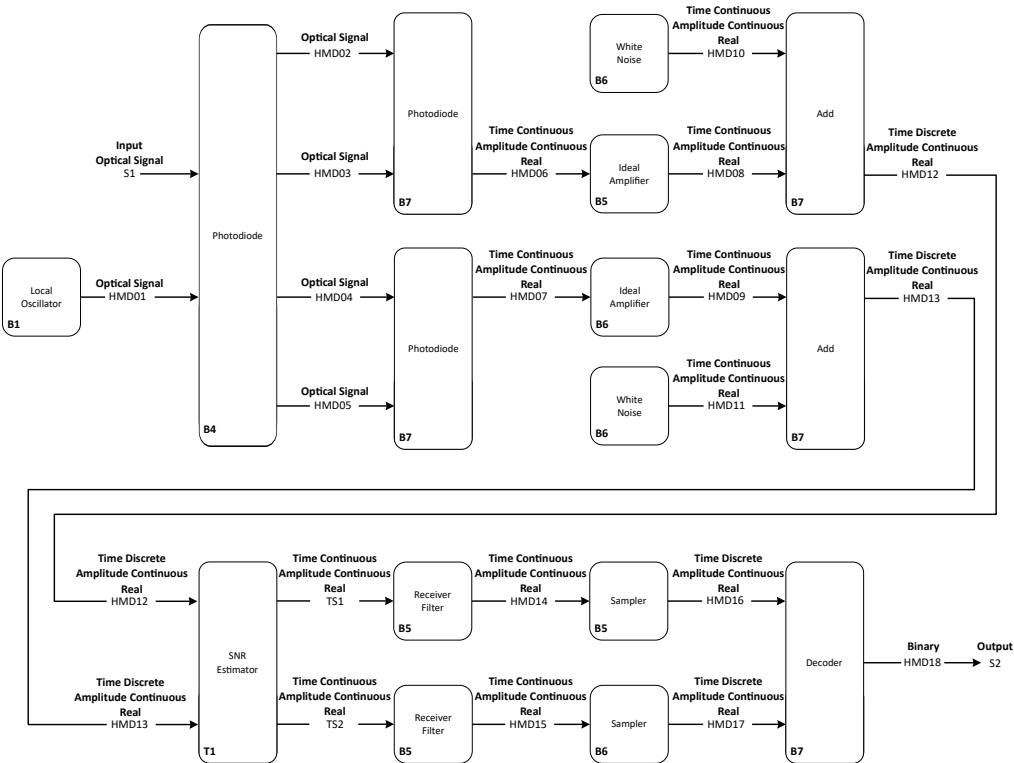 Time Continuous
Amplitude Continuous
Real
HMD10
Optical Signal
HMD02
White
Noise
B6
Photodiode
Add
Input
Optical Signal
S1
Optical Signal
HMD03
Time Continuous
Amplitude Continuous
Real
HMD06
Ideal
Amplifier
B5
Time Continuous
Amplitude Continuous
Real
HMD08
Time Discrete
Amplitude Continuous
Real
HMD12
B7
B7
Photodiode
B4
Local
Oscillator
B1
Optical Signal
HMD01
Optical Signal
HMD04
Time Continuous
Amplitude Continuous
Real
HMD07
Ideal
Amplifier
B6
Time Continuous
Amplitude Continuous
Real
HMD09
Time Discrete
Amplitude Continuous
Real
HMD13
Photodiode
Add
Optical Signal
HMD05
White
Noise
B6
Time Continuous
Amplitude Continuous
Real
HMD11
B7
B7
Time Discrete
Amplitude Continuous
Real
HMD12
Time Continuous
Amplitude Continuous
Real
TS1
Receiver
Filter
B5
Time Continuous
Amplitude Continuous
Real
HMD14
Sampler
B5
Time Discrete
Amplitude Continuous
Real
HMD16
SNR
Estimator
T1
Decoder
B7
Binary
HMD18
Output
S2
Time Discrete
Amplitude Continuous
Real
HMD13
Time Continuous
Amplitude Continuous
Real
TS2
Receiver
Filter
B5
Time Continuous
Amplitude Continuous
Real
HMD15
Sampler
B6
Time Discrete
Amplitude Continuous
Real
HMD17